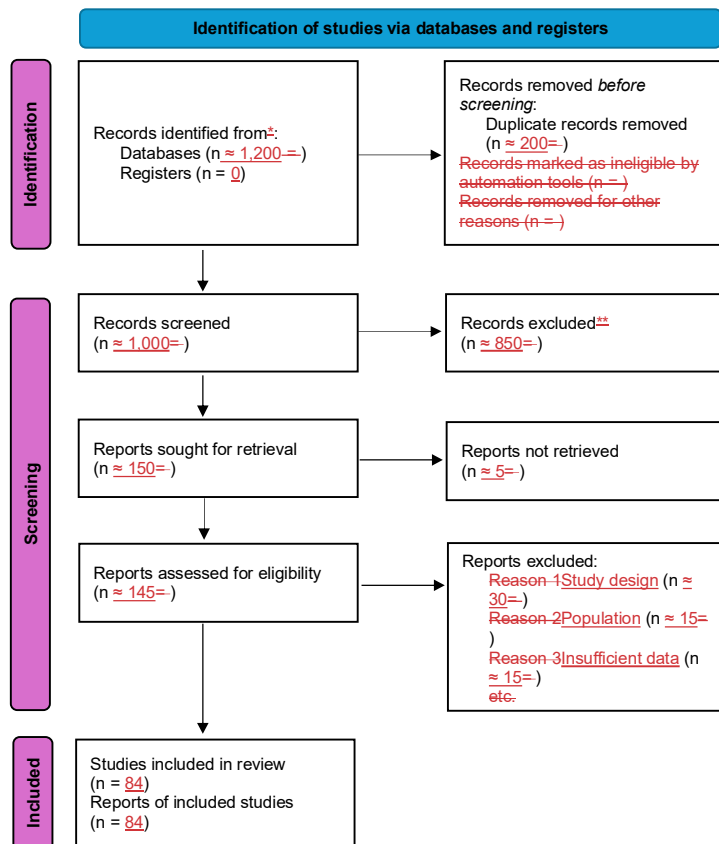 Identification of studies via databases and registers
Identification
Records identified from*:
Databases (n ≈ 1,200 = )
Registers (n = 0)
Records removed before
screening:
Duplicate records removed
(n ≈ 200= )
Records marked as ineligible by
automation tools (n = )
Records removed for other
reasons (n = )
Screening
Records screened
(n ≈ 1,000= )
Records excluded**
(n ≈ 850= )
Reports sought for retrieval
(n ≈ 150= )
Reports not retrieved
(n ≈ 5= )
Reports assessed for eligibility
(n ≈ 145= )
Reports excluded:
Reason 1Study design (n ≈
30= )
Reason 2Population (n ≈ 15=
)
Reason 3Insufficient data (n
≈ 15= )
etc.
Included
Studies included in review
(n = 84)
Reports of included studies
(n = 84)